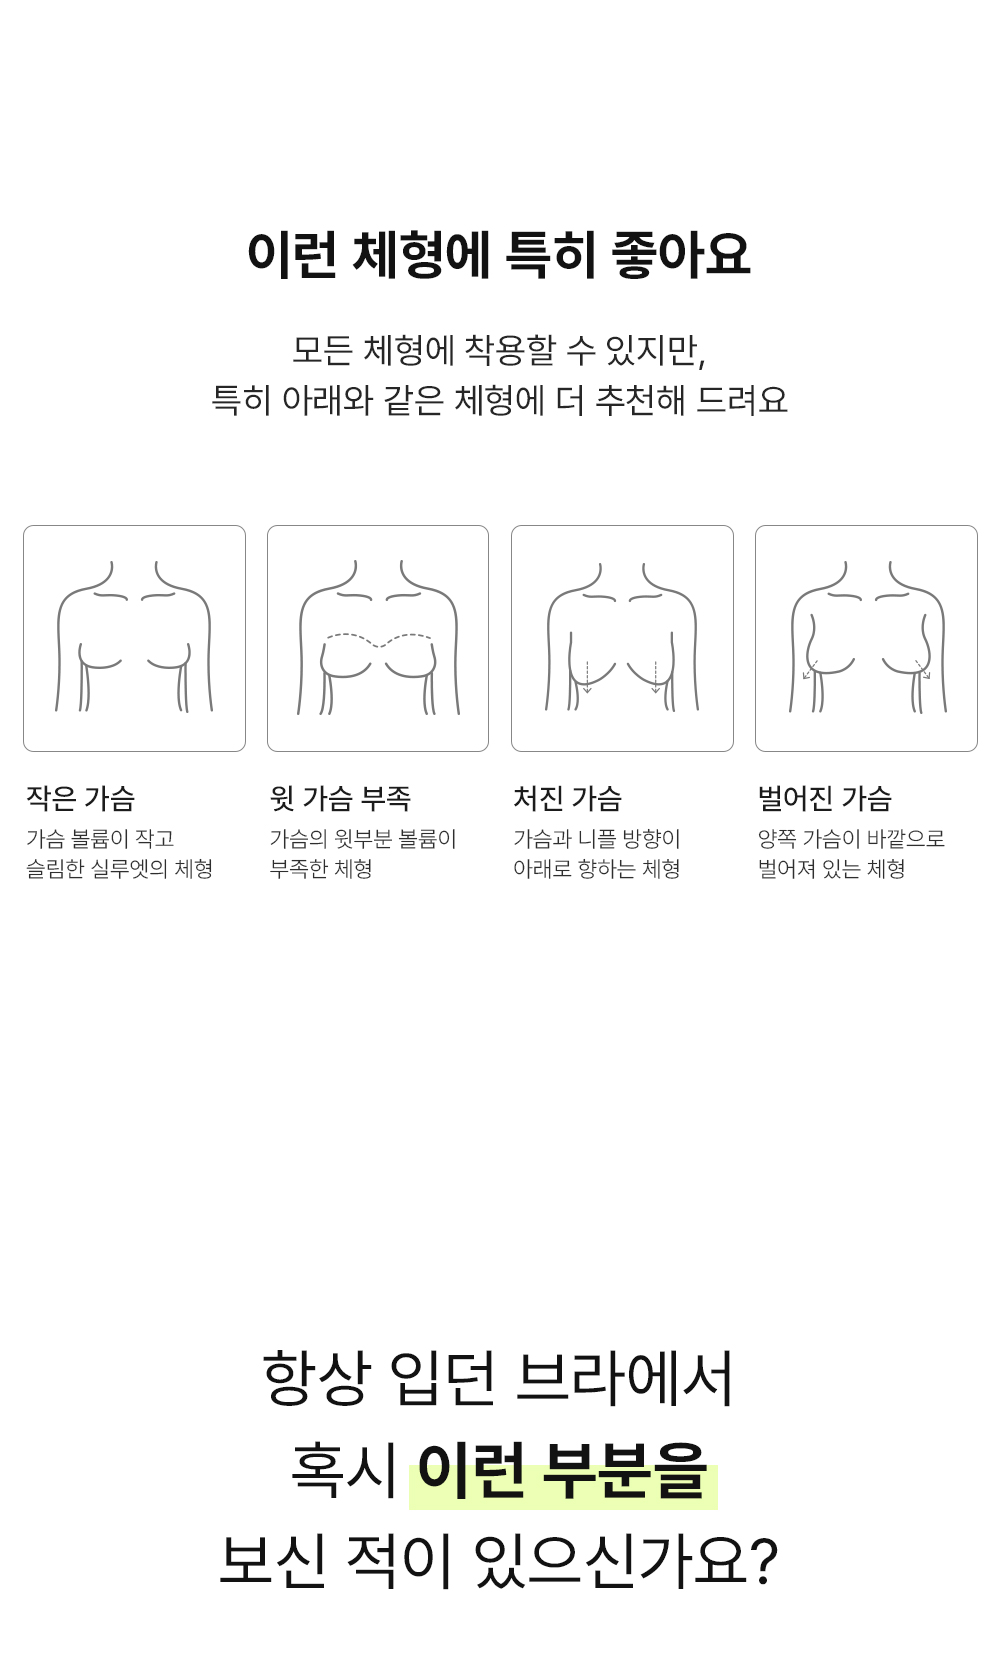 이런 체형에 특히 좋아요
모든 체형에 착용할 수 있지만,
특히 아래와 같은 체형에 더 추천해 드려요
작은 가슴
가슴 볼륨이 작고
슬림한 실루엣의 체형
윗 가슴 부족
가슴의 윗부분 볼륨이
부족한 체형
처진 가슴
가슴과 니플 방향이
아래로 향하는 체형
벌어진 가슴
양쪽 가슴이 바깥으로
벌어져 있는 체형
항상 입던 브라에서
혹시 이런 부분을
보신 적이 있으신가요?